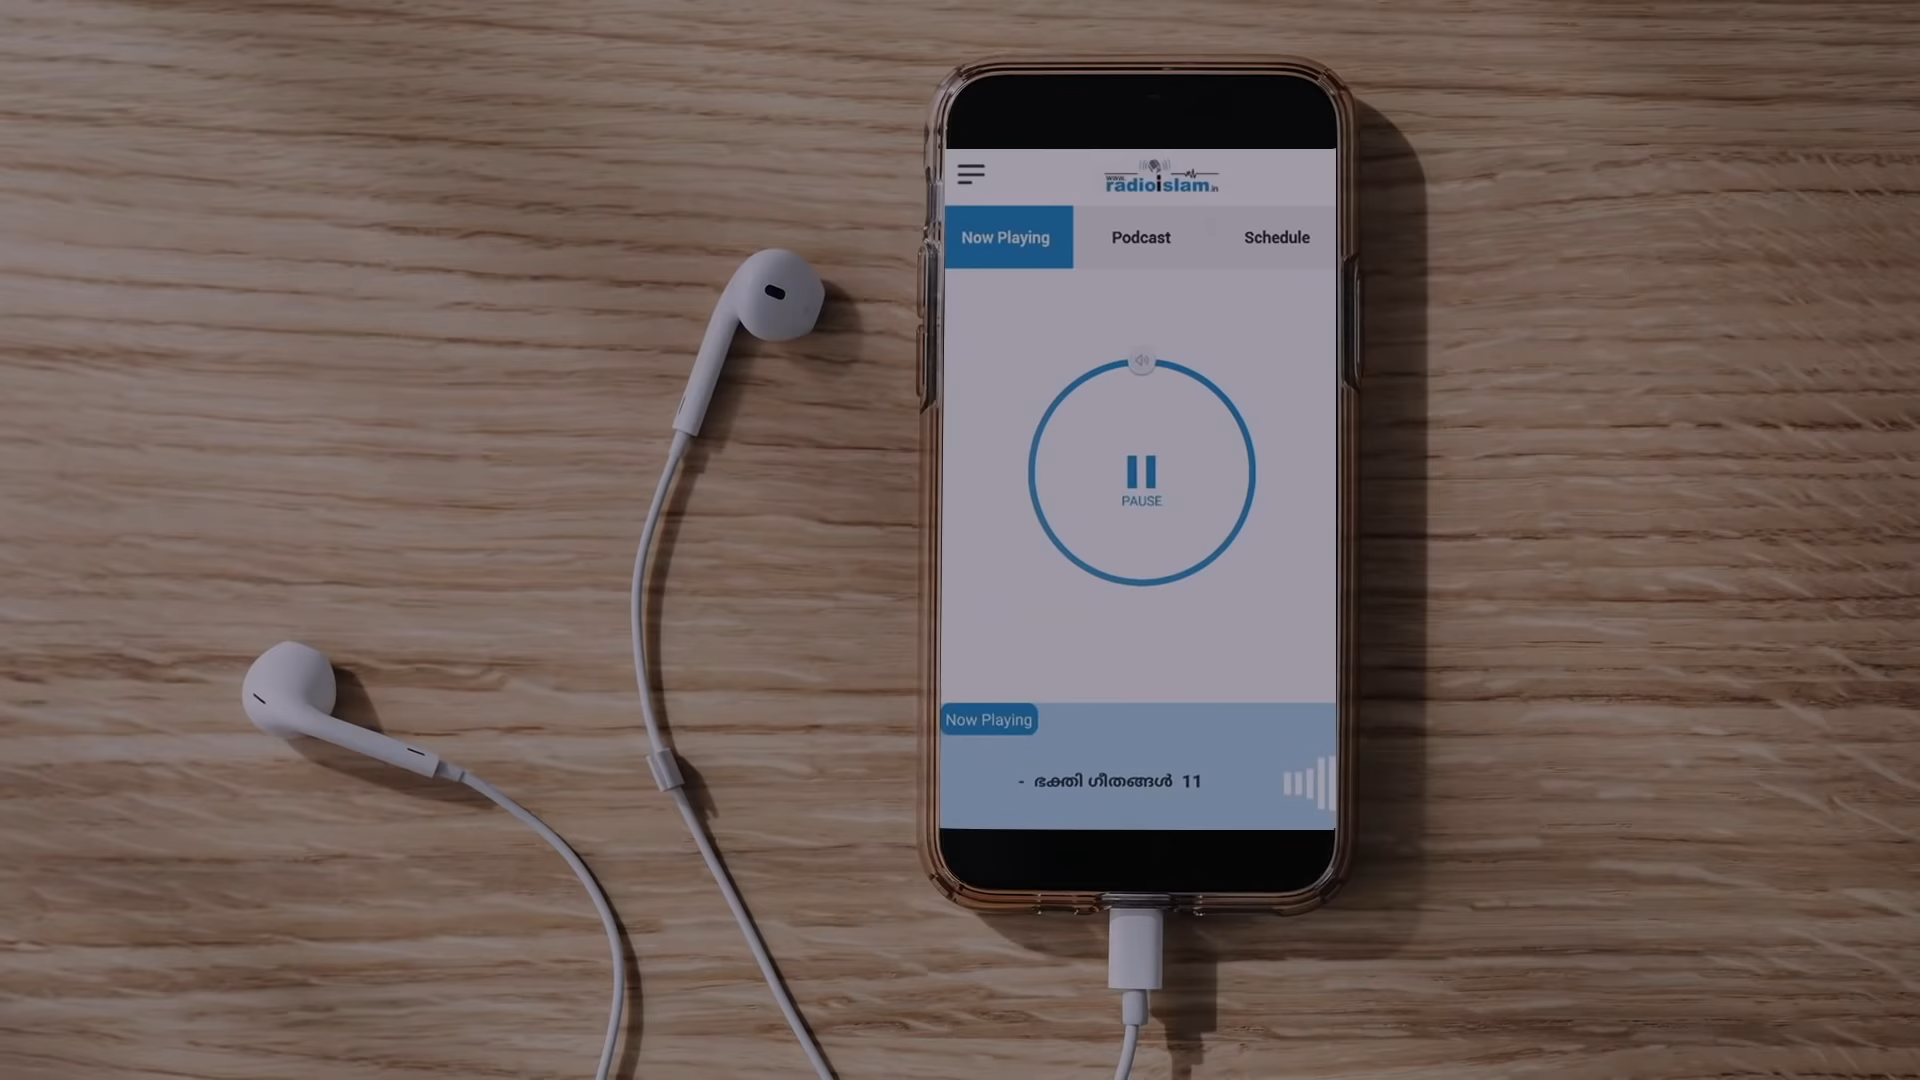 www.
radioislam.in
Now Playing Podcast Schedule
PAUSE
Now Playing
- ഭക്തി ഗീതങ്ങൾ 11